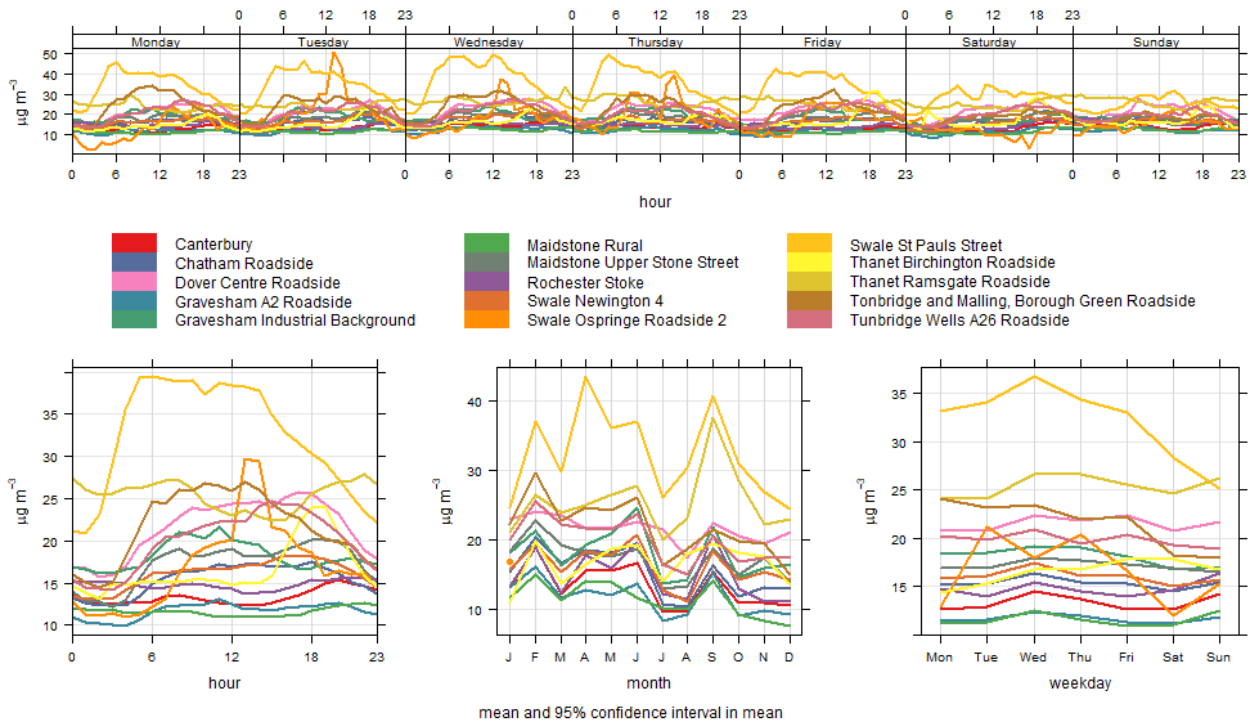 0 6 12 18 23 0 6 12 18 23 0 6 12 18 23
Monday Tuesday Wednesday Thursday Friday Saturday Sunday
µg m⁻³
50
40
30
20
10
0 6 12 18 23 0 6 12 18 23 0 6 12 18 23 0 6 12 18 23
hour
Canterbury
Chatham Roadside
Dover Centre Roadside
Gravesham A2 Roadside
Gravesham Industrial Background
Maidstone Rural
Maidstone Upper Stone Street
Rochester Stoke
Swale Newington 4
Swale Ospringe Roadside 2
Swale St Pauls Street
Thanet Birchington Roadside
Thanet Ramsgate Roadside
Tonbridge and Malling, Borough Green Roadside
Tunbridge Wells A26 Roadside
µg m⁻³
35
30
25
20
15
10
0 6 12 18 23
hour
µg m⁻³
40
30
20
10
J F M A M J J A S O N D
month
µg m⁻³
35
30
25
20
15
Mon Tue Wed Thu Fri Sat Sun
weekday
mean and 95% confidence interval in mean